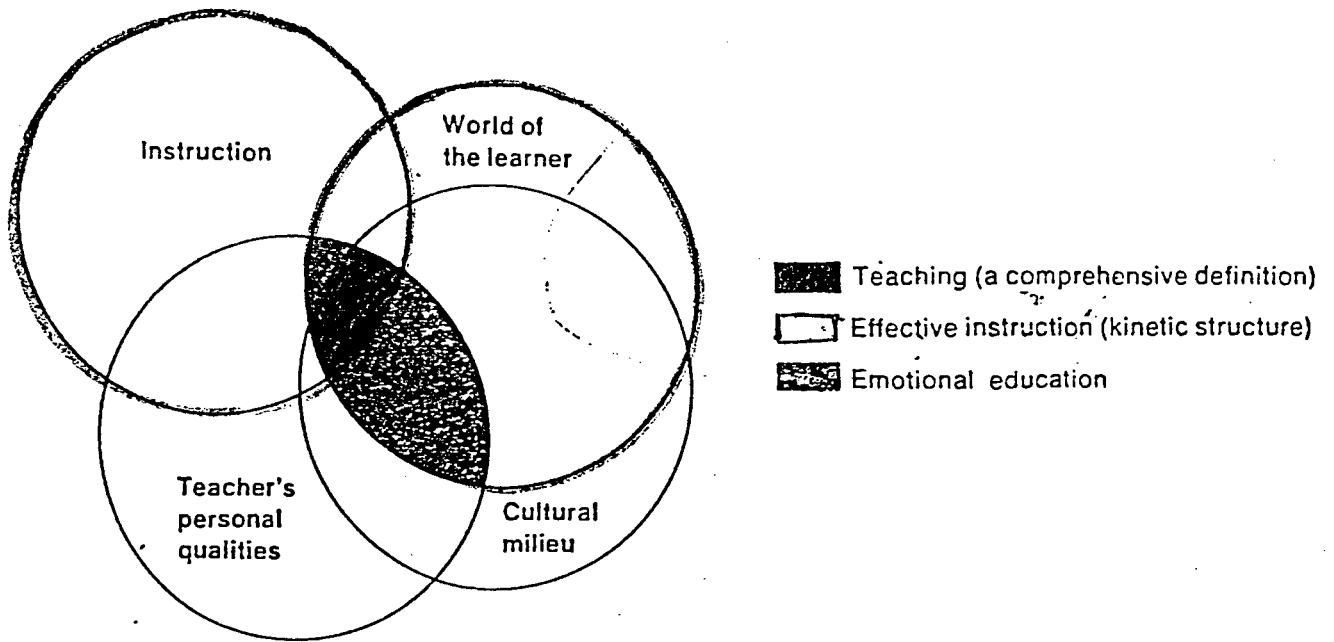 Instruction
World of
the learner
Teacher's
personal
qualities
Cultural
milieu
Teaching (a comprehensive definition)
Effective instruction (kinetic structure)
Emotional education